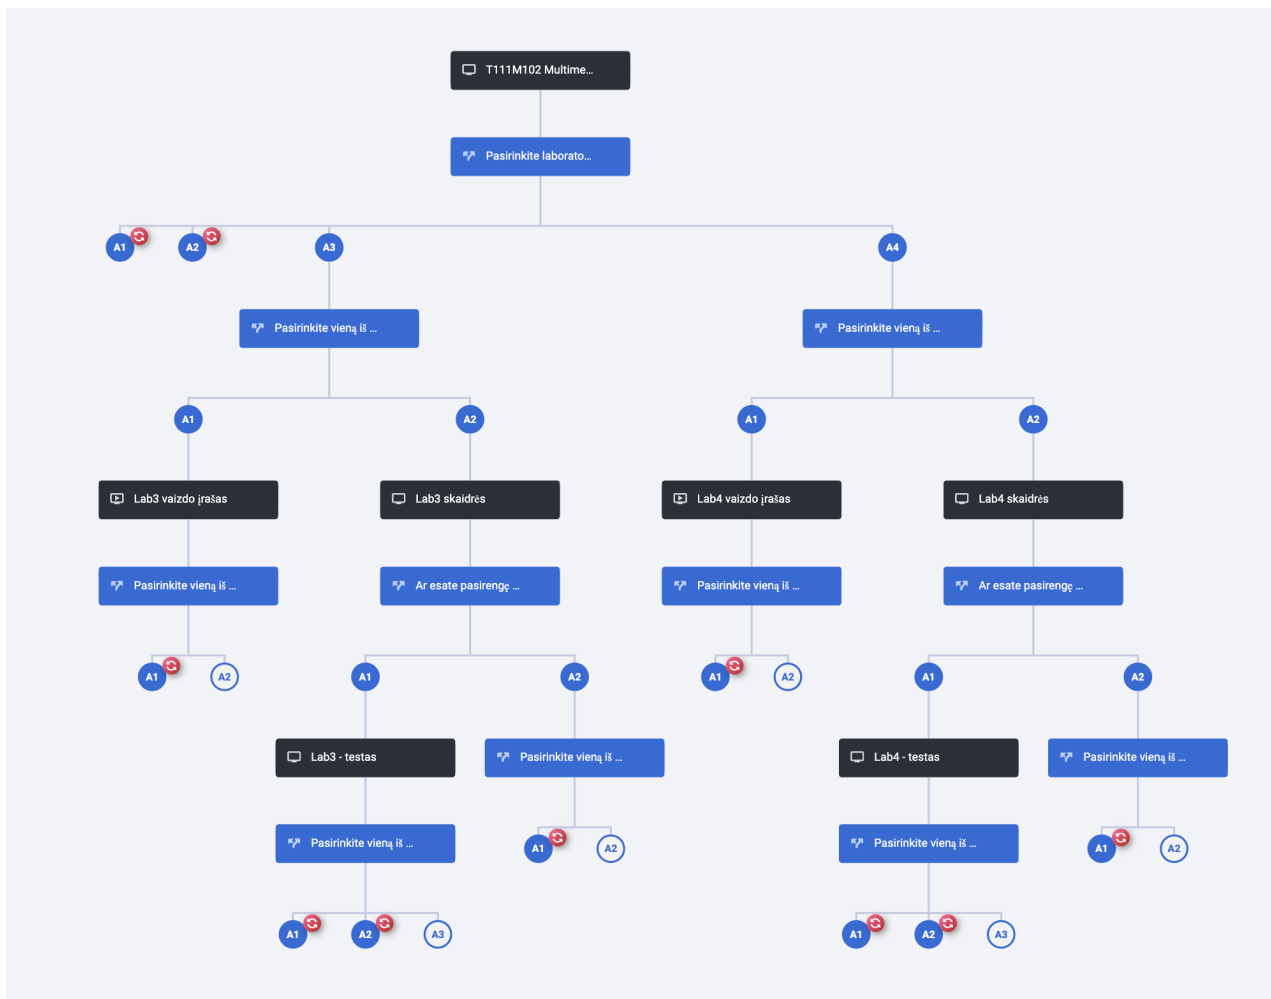 T111M102 Multime...
Pasirinkite laborato...
A1
A2
A3
A4
Pasirinkite vieną iš ...
Pasirinkite vieną iš ...
A1
A2
A1
A2
Lab3 vaizdo įrašas
Lab3 skaidrės
Lab4 vaizdo įrašas
Lab4 skaidrės
Pasirinkite vieną iš ...
Ar esate pasirengę ...
Pasirinkite vieną iš ...
Ar esate pasirengę ...
A1
A2
A1
A2
A1
A2
A1
A2
Lab3 - testas
Pasirinkite vieną iš ...
Lab4 - testas
Pasirinkite vieną iš ...
Pasirinkite vieną iš ...
A1
A2
Pasirinkite vieną iš ...
A1
A2
A1
A2
A3
A1
A2
A3